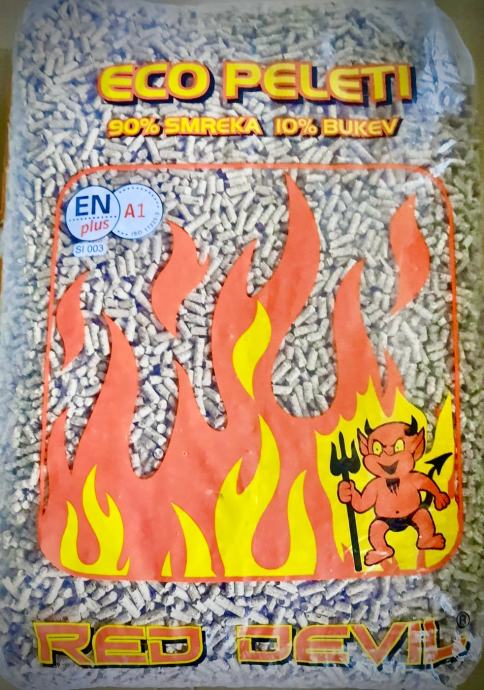 ECO PELETI
90% SMREKA 10% BUKEV
EN
plus
A1
SI 003
RED DEVIL®